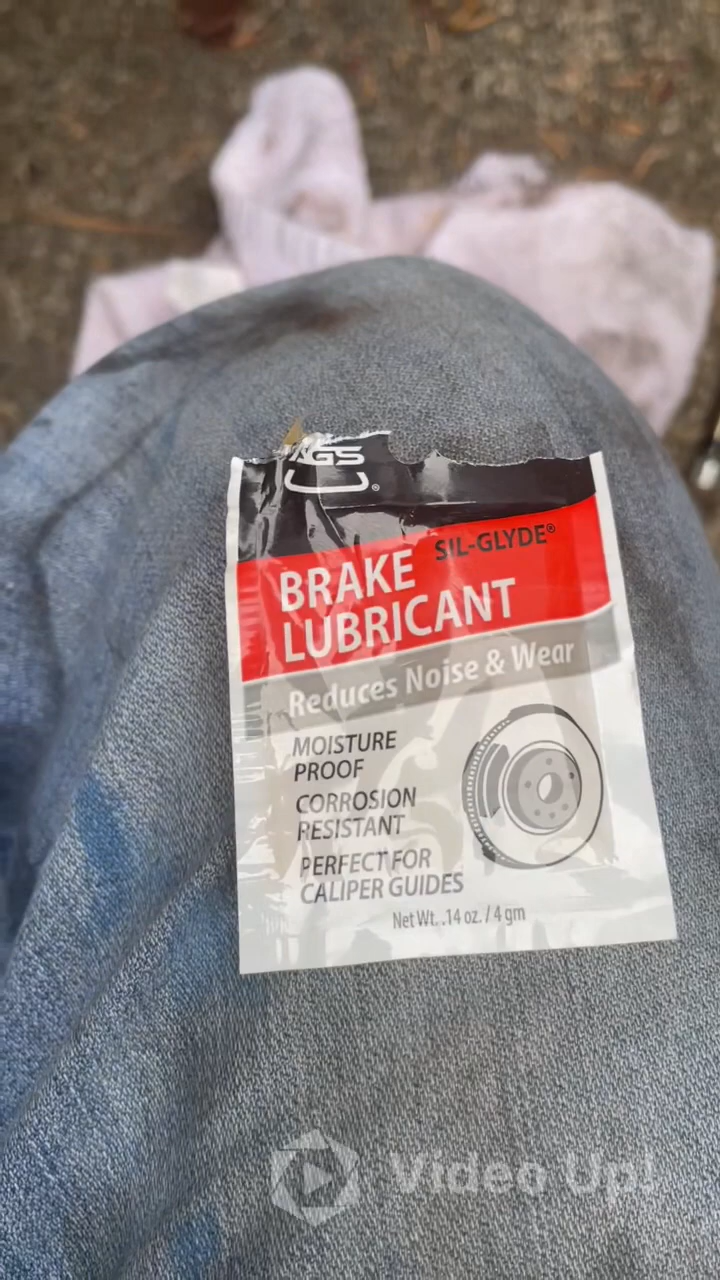 AGS
®
SIL-GLYDE®
BRAKE
LUBRICANT
Reduces Noise & Wear
MOISTURE
PROOF
CORROSION
RESISTANT
PERFECT FOR
CALIPER GUIDES
Net Wt. .14 oz. / 4 gm
Video Up!